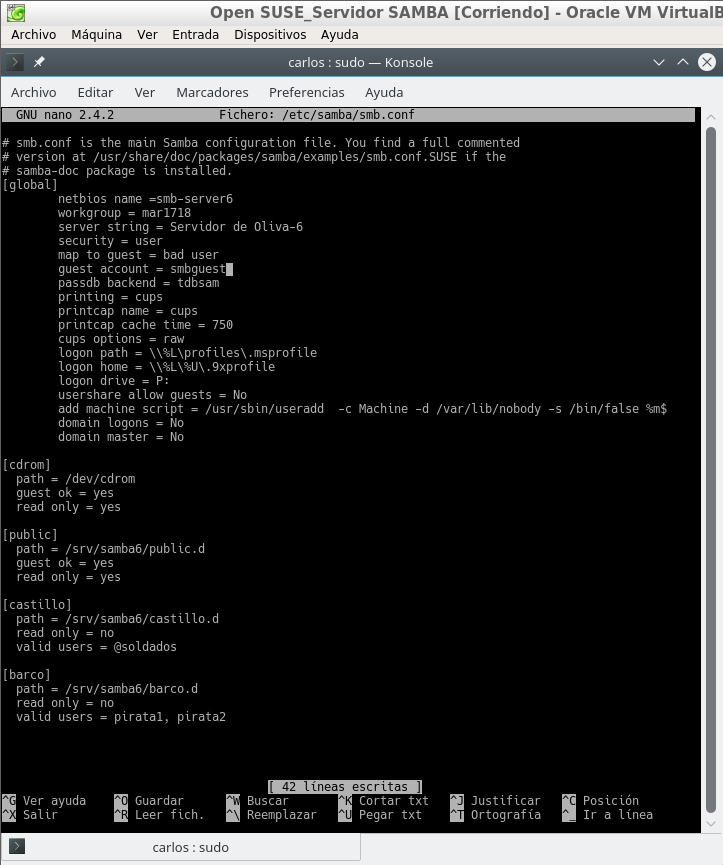 Open SUSE_Servidor SAMBA [Corriendo] - Oracle VM VirtualB
Archivo Máquina Ver Entrada Dispositivos Ayuda
carlos : sudo — Konsole
Archivo Editar Ver Marcadores Preferencias Ayuda
GNU nano 2.4.2 Fichero: /etc/samba/smb.conf
# smb.conf is the main Samba configuration file. You find a full commented
# version at /usr/share/doc/packages/samba/examples/smb.conf.SUSE if the
# samba-doc package is installed.
[global]
netbios name =smb-server6
workgroup = mar1718
server string = Servidor de Oliva-6
security = user
map to guest = bad user
guest account = smbguest
passdb backend = tdbsam
printing = cups
printcap name = cups
printcap cache time = 750
cups options = raw
logon path = \\%L\profiles\.msprofile
logon home = \\%L\%U\.9xprofile
logon drive = P:
usershare allow guests = No
add machine script = /usr/sbin/useradd  -c Machine -d /var/lib/nobody -s /bin/false %m$
domain logons = No
domain master = No
[cdrom]
path = /dev/cdrom
guest ok = yes
read only = yes
[public]
path = /srv/samba6/public.d
guest ok = yes
read only = yes
[castillo]
path = /srv/samba6/castillo.d
read only = no
valid users = @soldados
[barco]
path = /srv/samba6/barco.d
read only = no
valid users = pirata1, pirata2
[ 42 líneas escritas ]
^G Ver ayuda ^O Guardar ^W Buscar ^K Cortar txt ^J Justificar ^C Posición
^X Salir ^R Leer fich. ^\ Reemplazar ^U Pegar txt ^T Ortografía ^_ Ir a línea
carlos : sudo